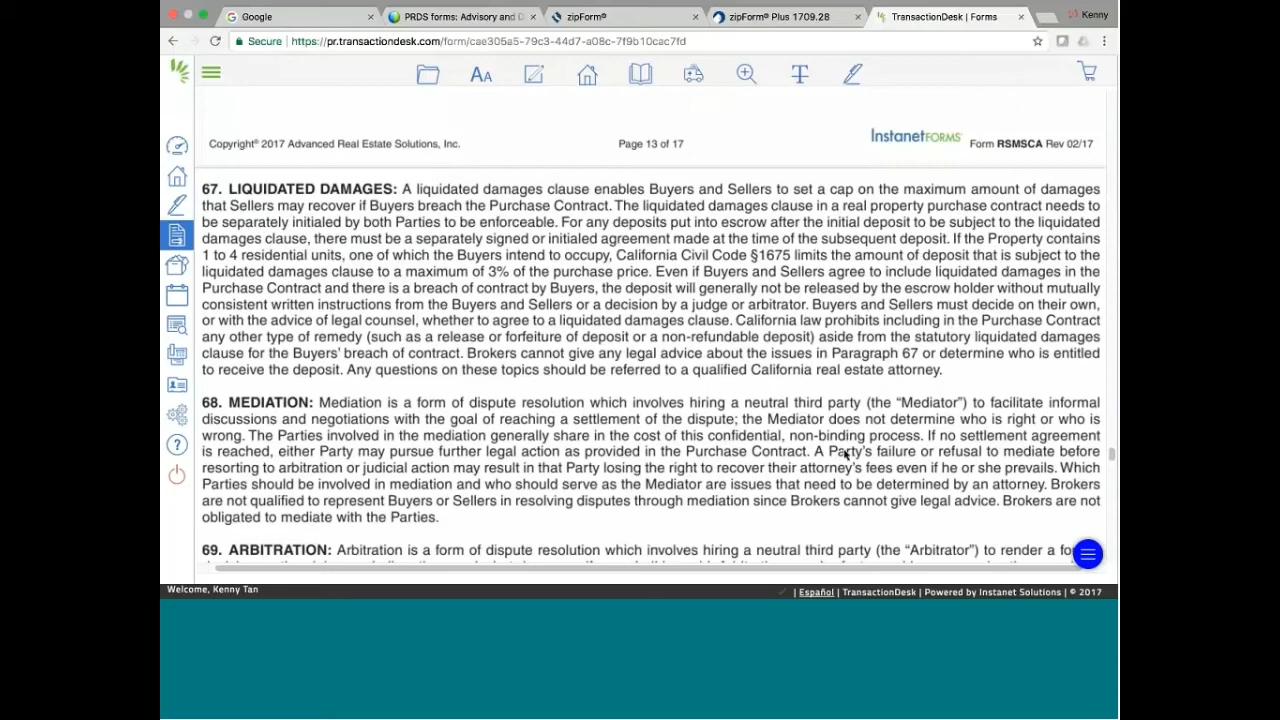 Google
PRDS forms: Advisory and D
zipForm®
zipForm® Plus 1709.28
TransactionDesk | Forms
Kenny
Secure | https://pr.transactiondesk.com/form/cae305a5-79c3-44d7-a08c-7f9b10cac7fd
Copyright® 2017 Advanced Real Estate Solutions, Inc.
Page 13 of 17
InstanetFORMS
Form RSMSCA Rev 02/17
67. LIQUIDATED DAMAGES: A liquidated damages clause enables Buyers and Sellers to set a cap on the maximum amount of damages
that Sellers may recover if Buyers breach the Purchase Contract. The liquidated damages clause in a real property purchase contract needs to
be separately initialed by both Parties to be enforceable. For any deposits put into escrow after the initial deposit to be subject to the liquidated
damages clause, there must be a separately signed or initialed agreement made at the time of the subsequent deposit. If the Property contains
1 to 4 residential units, one of which the Buyers intend to occupy, California Civil Code §1675 limits the amount of deposit that is subject to the
liquidated damages clause to a maximum of 3% of the purchase price. Even if Buyers and Sellers agree to include liquidated damages in the
Purchase Contract and there is a breach of contract by Buyers, the deposit will generally not be released by the escrow holder without mutually
consistent written instructions from the Buyers and Sellers or a decision by a judge or arbitrator. Buyers and Sellers must decide on their own,
or with the advice of legal counsel, whether to agree to a liquidated damages clause. California law prohibits including in the Purchase Contract
any other type of remedy (such as a release or forfeiture of deposit or a non-refundable deposit) aside from the statutory liquidated damages
clause for the Buyers' breach of contract. Brokers cannot give any legal advice about the issues in Paragraph 67 or determine who is entitled
to receive the deposit. Any questions on these topics should be referred to a qualified California real estate attorney.
68. MEDIATION: Mediation is a form of dispute resolution which involves hiring a neutral third party (the “Mediator”) to facilitate informal
discussions and negotiations with the goal of reaching a settlement of the dispute; the Mediator does not determine who is right or who is
wrong. The Parties involved in the mediation generally share in the cost of this confidential, non-binding process. If no settlement agreement
is reached, either Party may pursue further legal action as provided in the Purchase Contract. A Party's failure or refusal to mediate before
resorting to arbitration or judicial action may result in that Party losing the right to recover their attorney's fees even if he or she prevails. Which
Parties should be involved in mediation and who should serve as the Mediator are issues that need to be determined by an attorney. Brokers
are not qualified to represent Buyers or Sellers in resolving disputes through mediation since Brokers cannot give legal advice. Brokers are not
obligated to mediate with the Parties.
69. ARBITRATION: Arbitration is a form of dispute resolution which involves hiring a neutral third party (the “Arbitrator”) to render a
Welcome, Kenny Tan
| Español | TransactionDesk | Powered by Instanet Solutions | © 2017